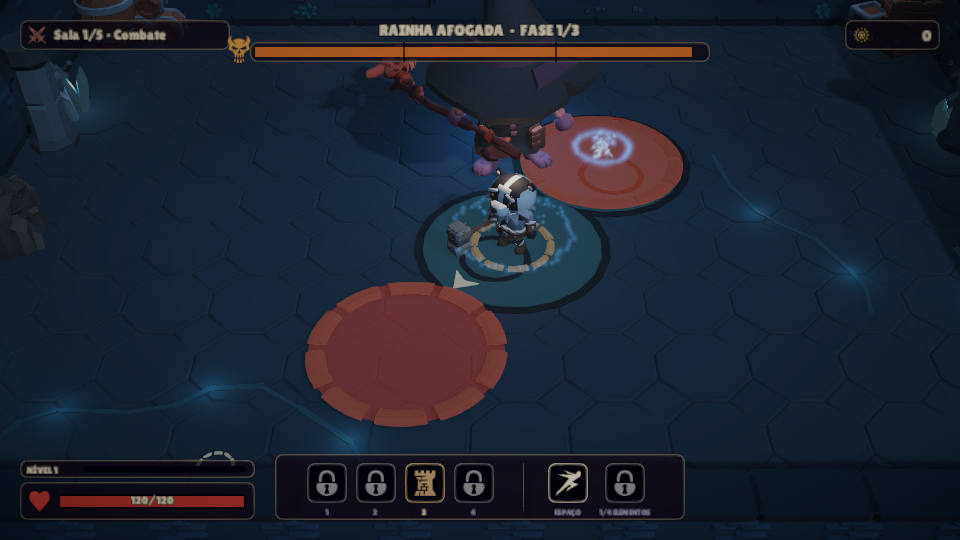 Sala 1/5 - Combate
RAINHA AFOGADA - FASE 1/3
0
NÍVEL 1
120/120
1
2
3
4
ESPAÇO
1/4 ELEMENTOS